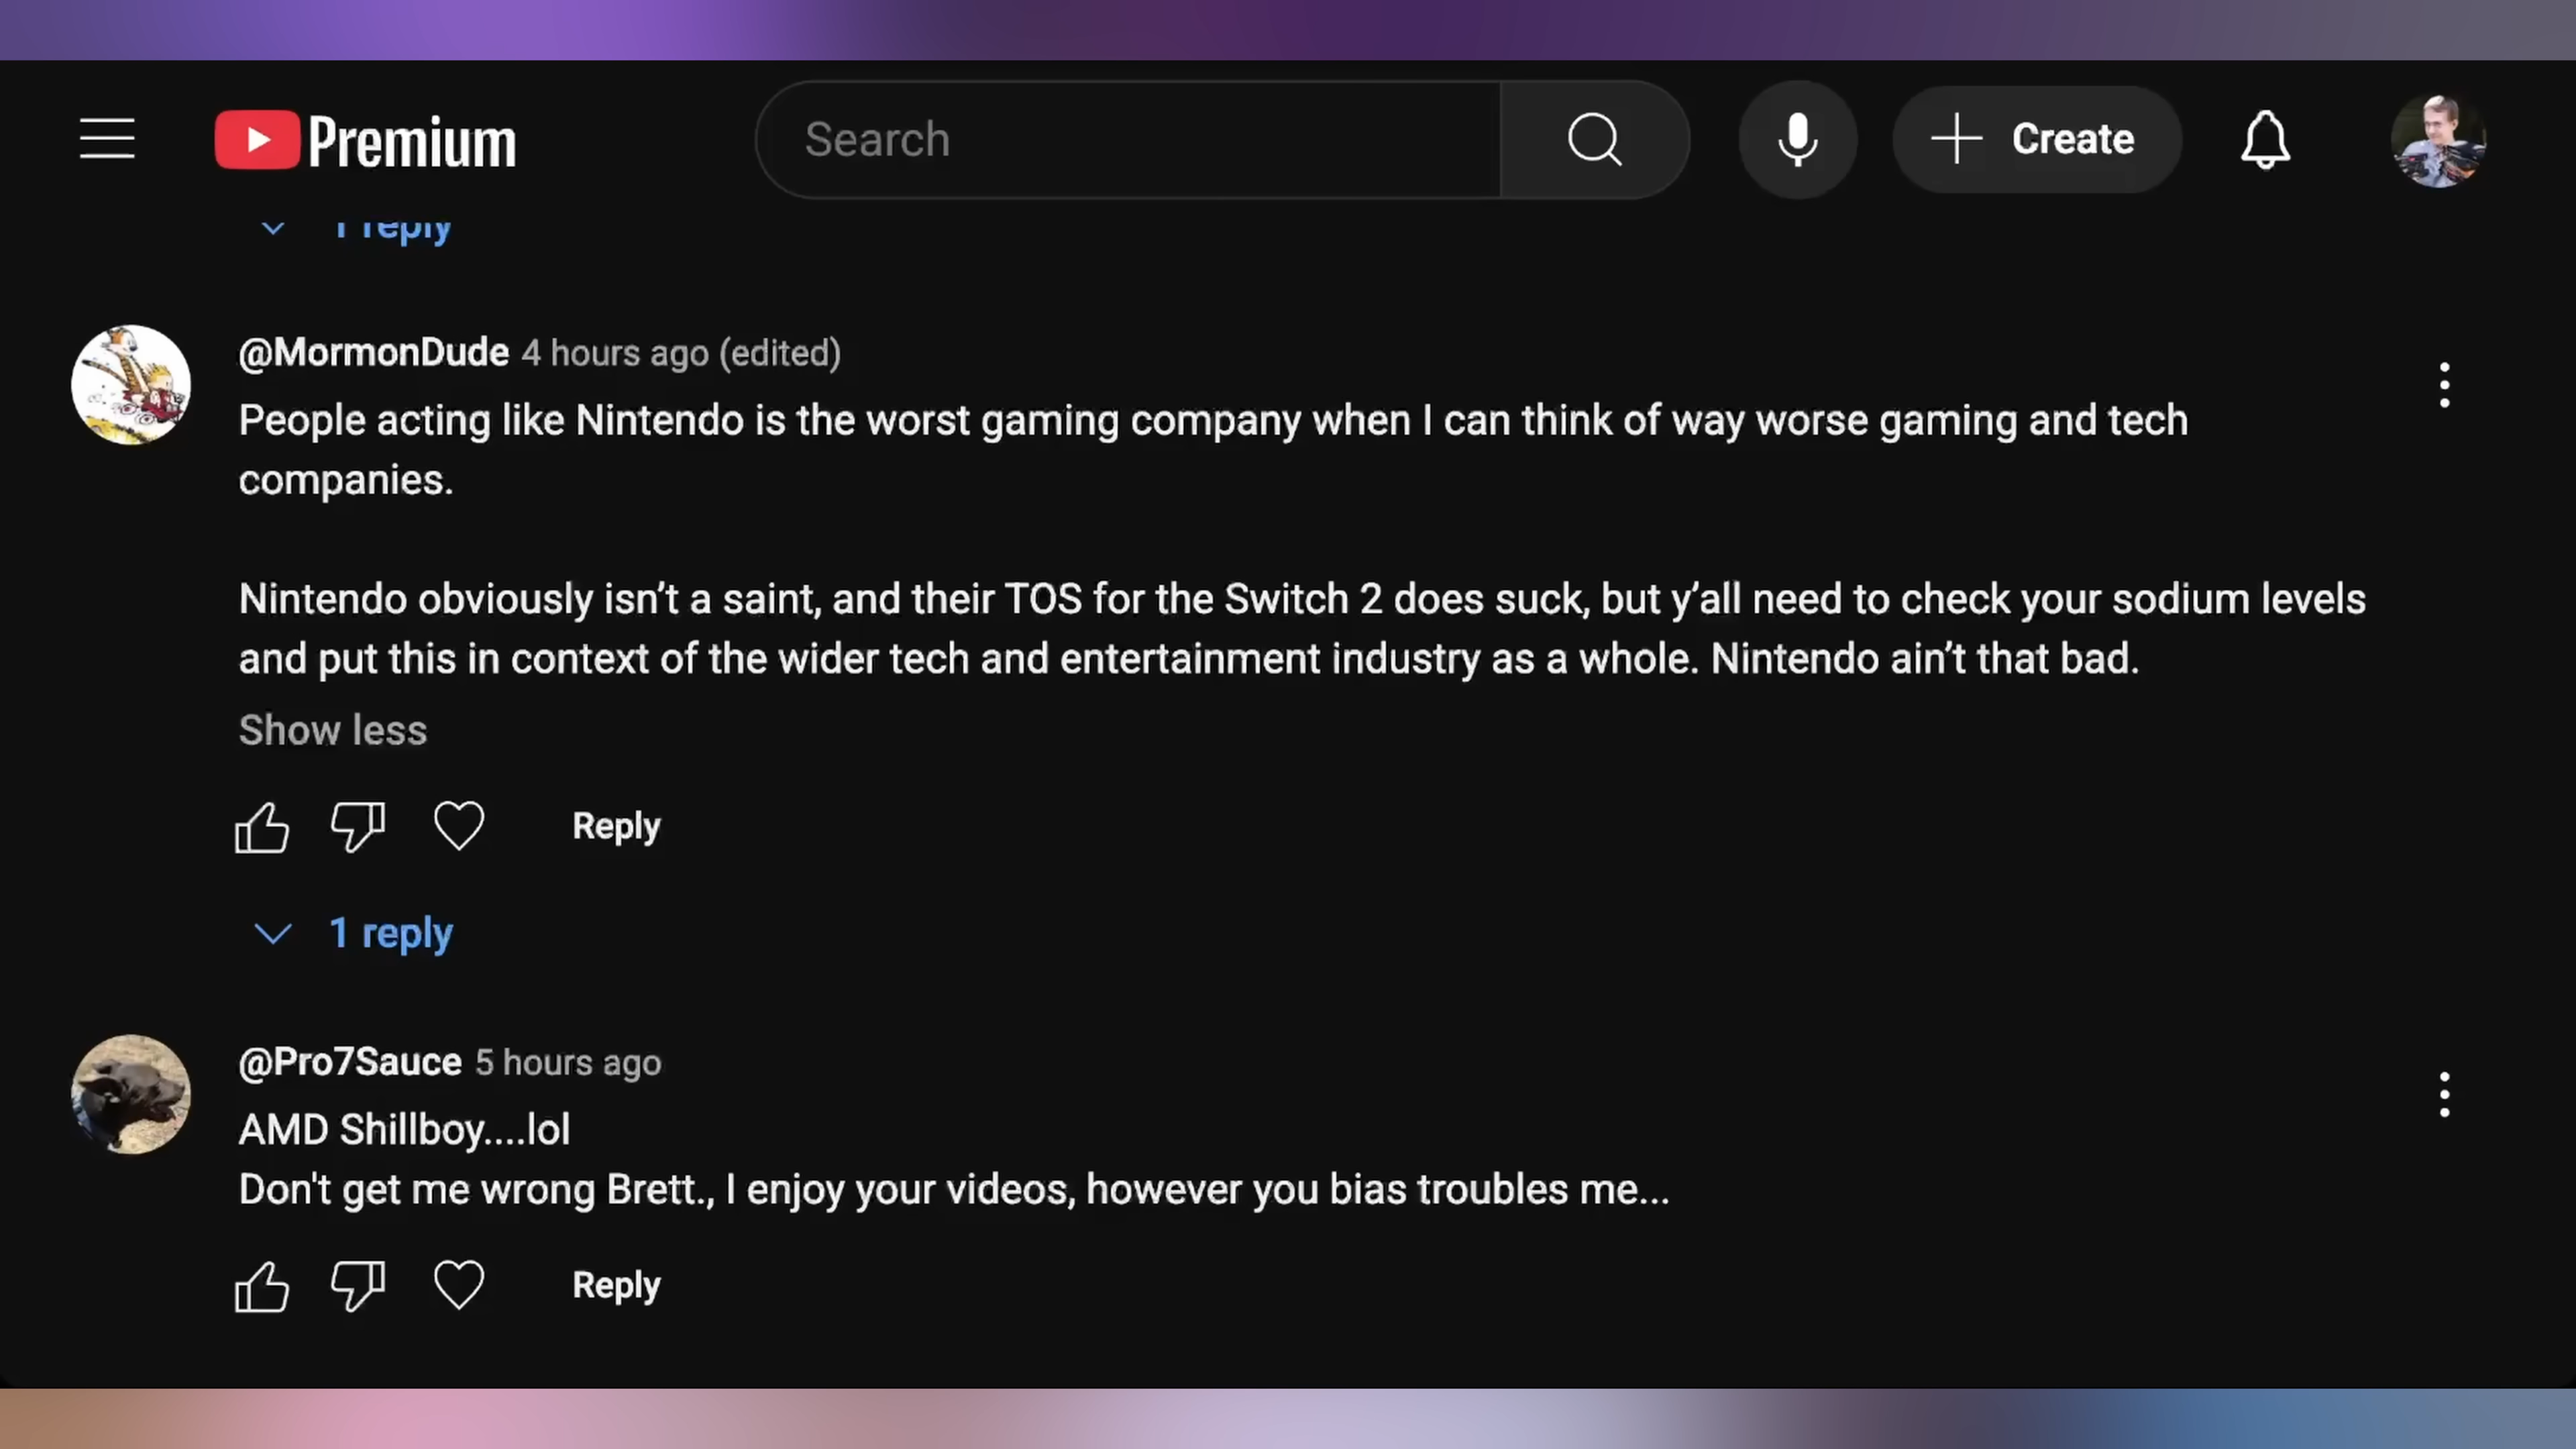 Premium
Search
Create
1 reply
@MormonDude 4 hours ago (edited)
People acting like Nintendo is the worst gaming company when I can think of way worse gaming and tech
companies.
Nintendo obviously isn’t a saint, and their TOS for the Switch 2 does suck, but y’all need to check your sodium levels
and put this in context of the wider tech and entertainment industry as a whole. Nintendo ain’t that bad.
Show less
Reply
1 reply
@Pro7Sauce 5 hours ago
AMD Shillboy....lol
Don't get me wrong Brett., I enjoy your videos, however you bias troubles me...
Reply